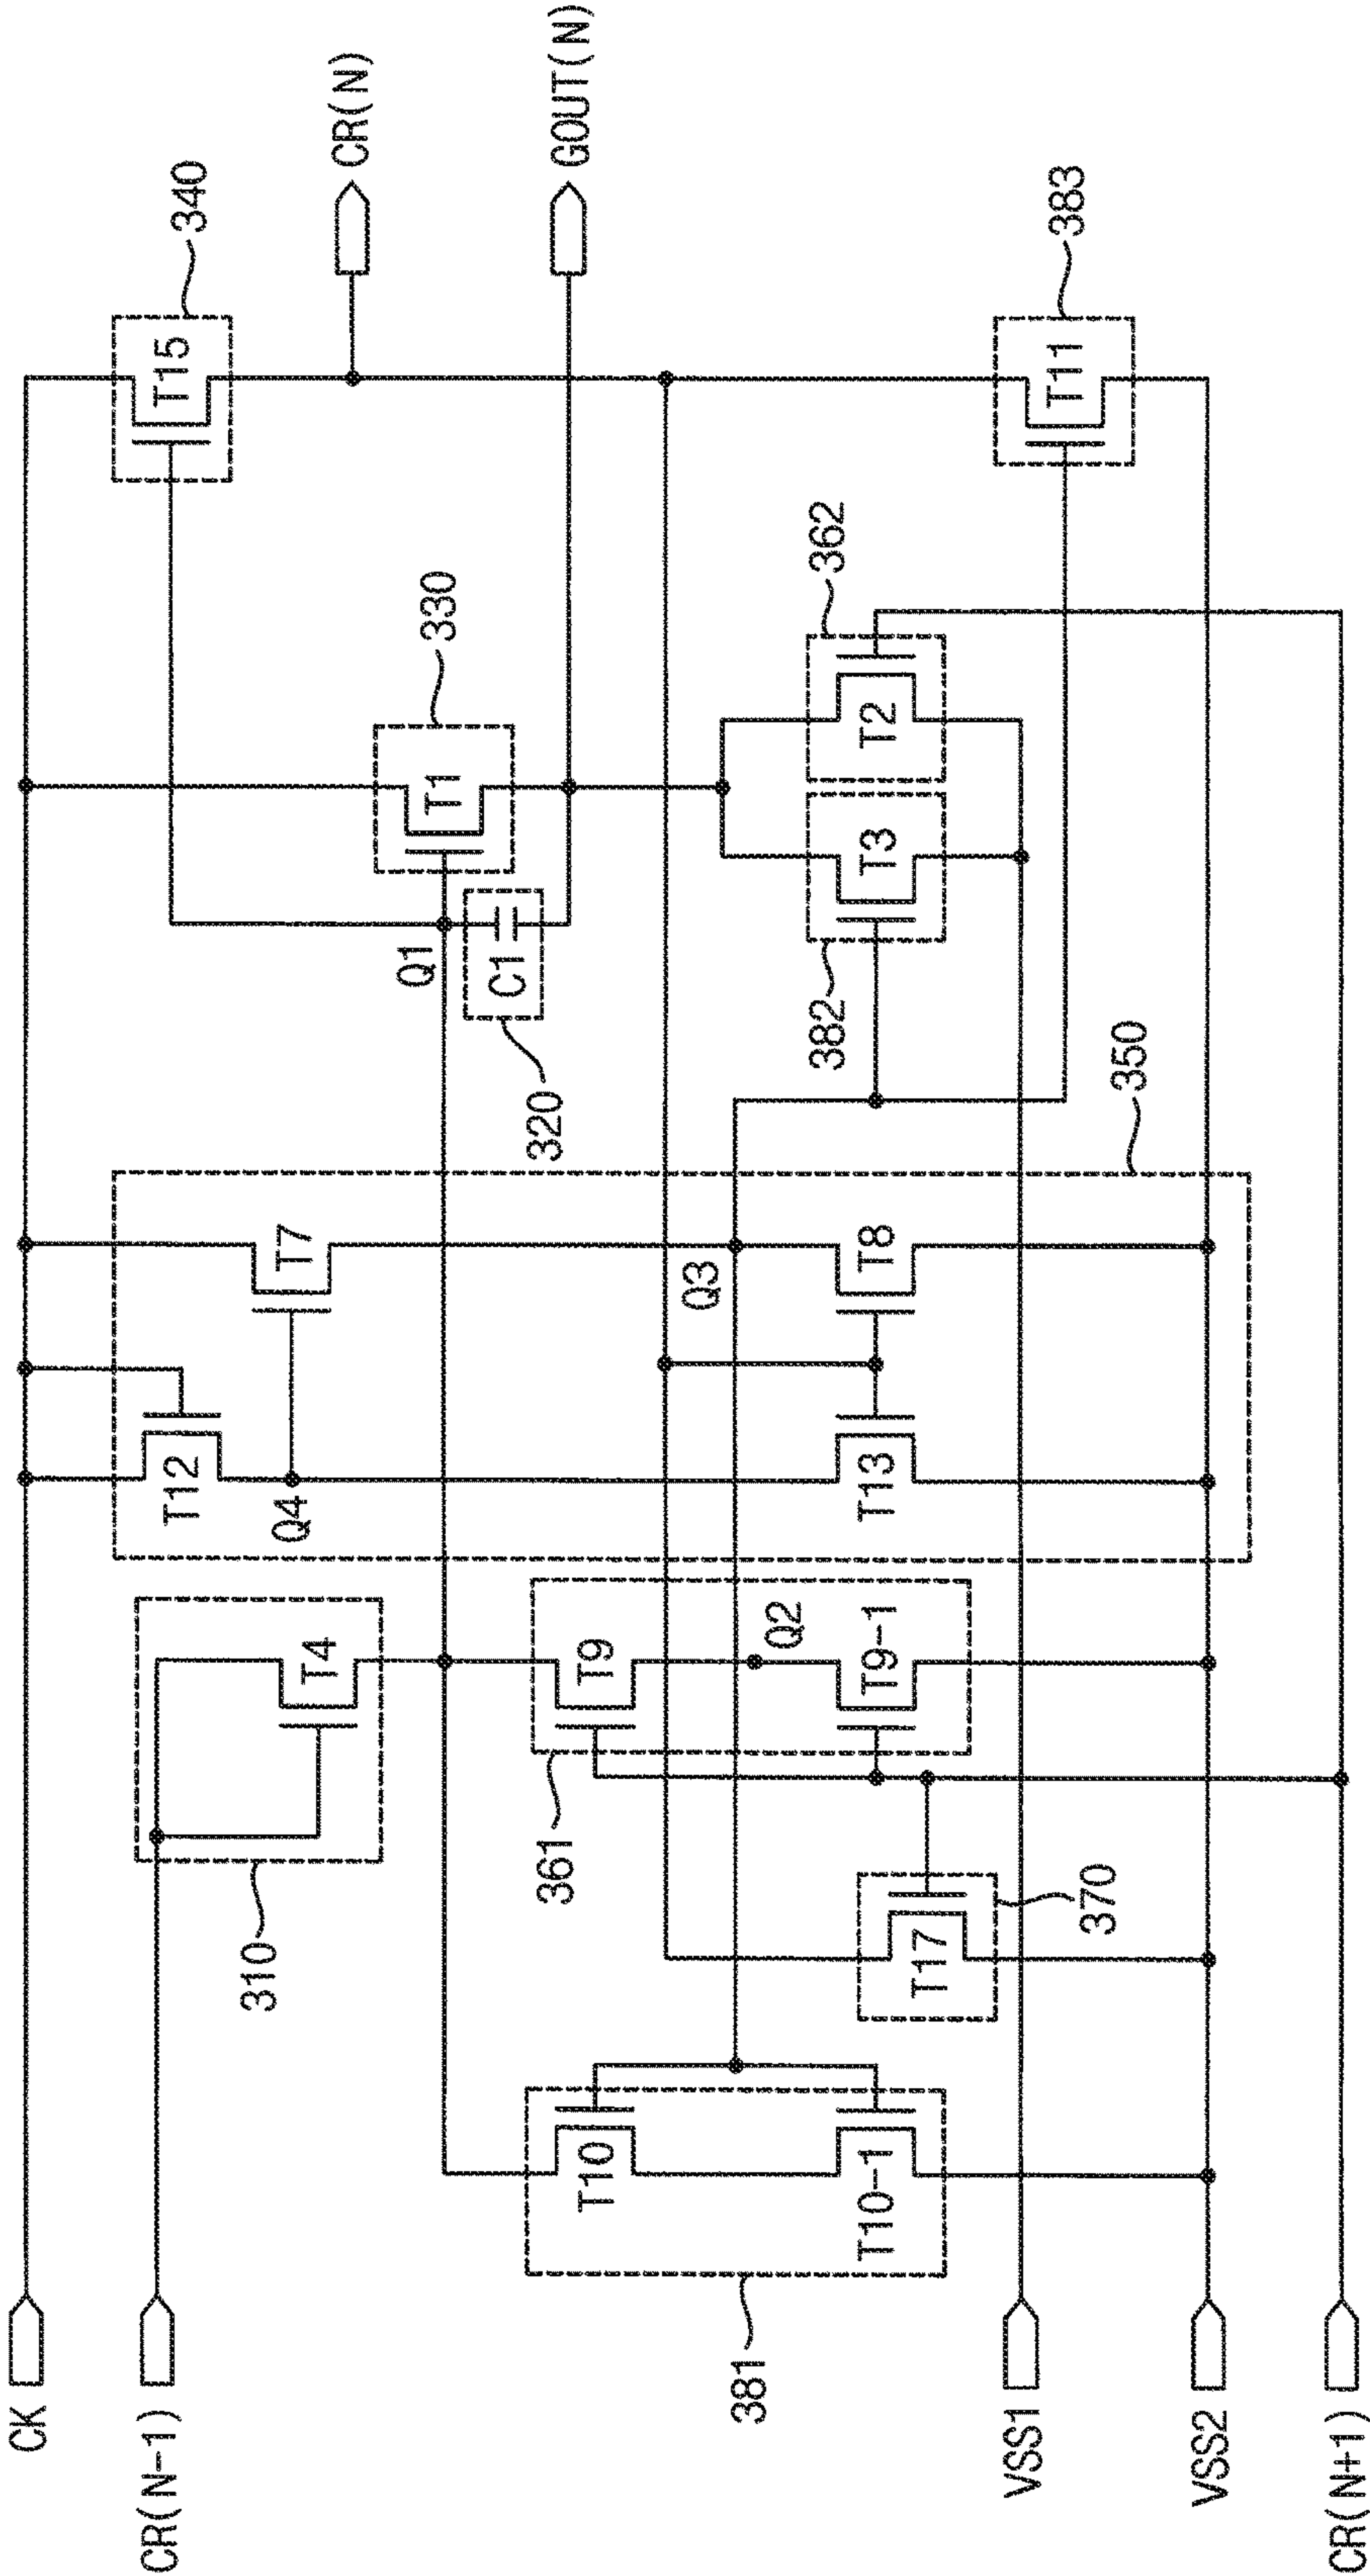 CK
CR(N-1)
VSS1
VSS2
CR(N+1)
381
T10
T10-1
310
T4
T17
370
361
T9
Q2
T9-1
T12
Q4
T7
T13
Q3
T8
350
320
C1
Q1
T1
330
382
T3
T2
362
T15
340
T11
383
CR(N)
GOUT(N)